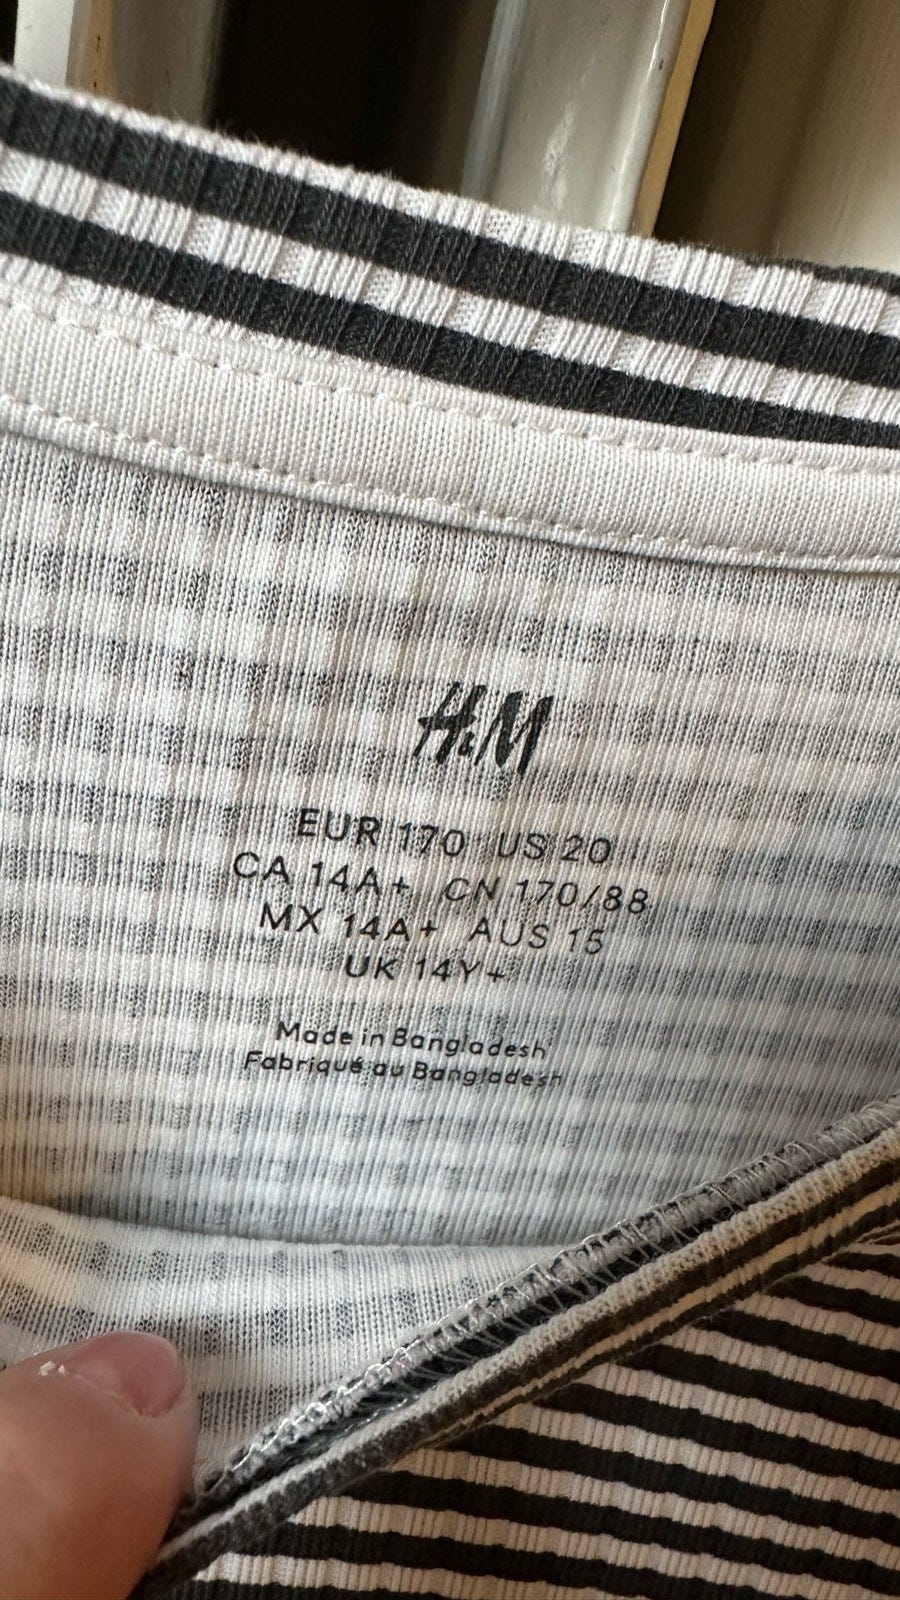 H&M
EUR 170 US 20
CA 14A+ CN 170/88
MX 14A+ AUS 15
UK 14Y+
Made in Bangladesh
Fabriqué au Bangladesh